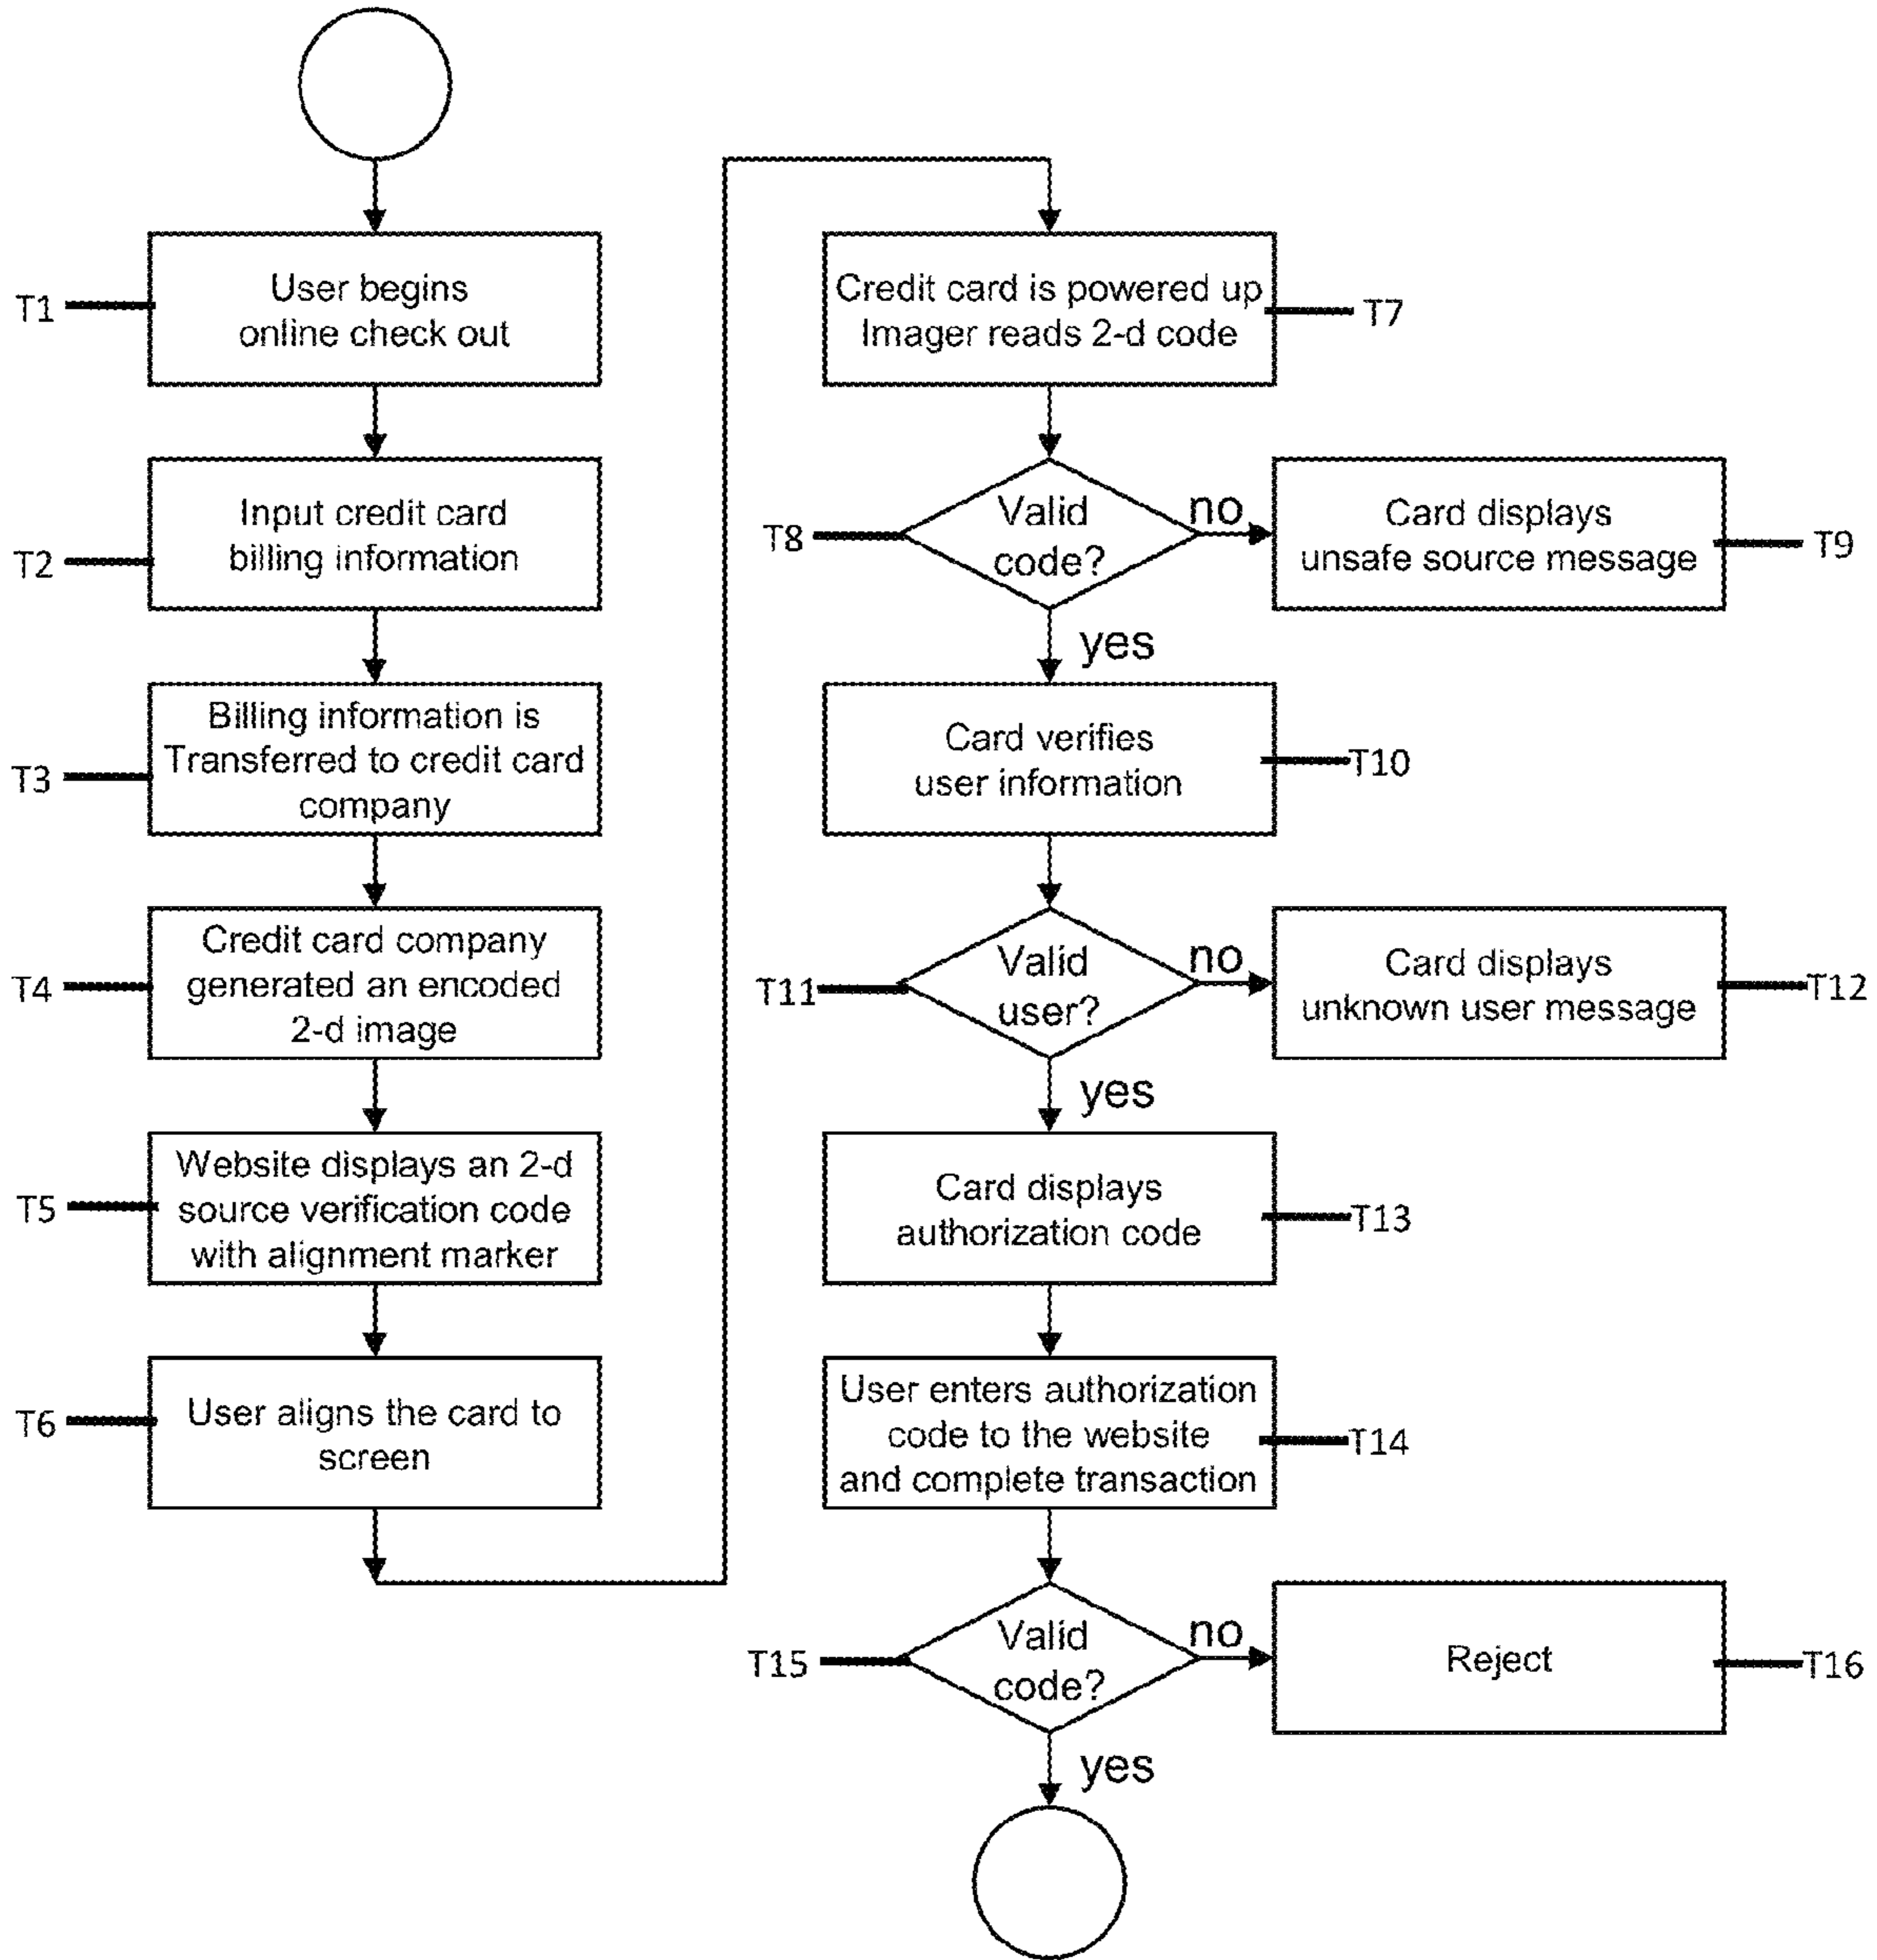 T1
User begins
online check out
T2
Input credit card
billing information
T3
Billing information is
Transferred to credit card
company
T4
Credit card company
generated an encoded
2-d image
T5
Website displays an 2-d
source verification code
with alignment marker
T6
User aligns the card to
screen
Credit card is powered up
Imager reads 2-d code
T7
T8
Valid
code?
no
Card displays
unsafe source message
T9
yes
Card verifies
user information
T10
T11
Valid
user?
no
Card displays
unknown user message
T12
yes
Card displays
authorization code
T13
User enters authorization
code to the website
and complete transaction
T14
T15
Valid
code?
no
Reject
T16
yes